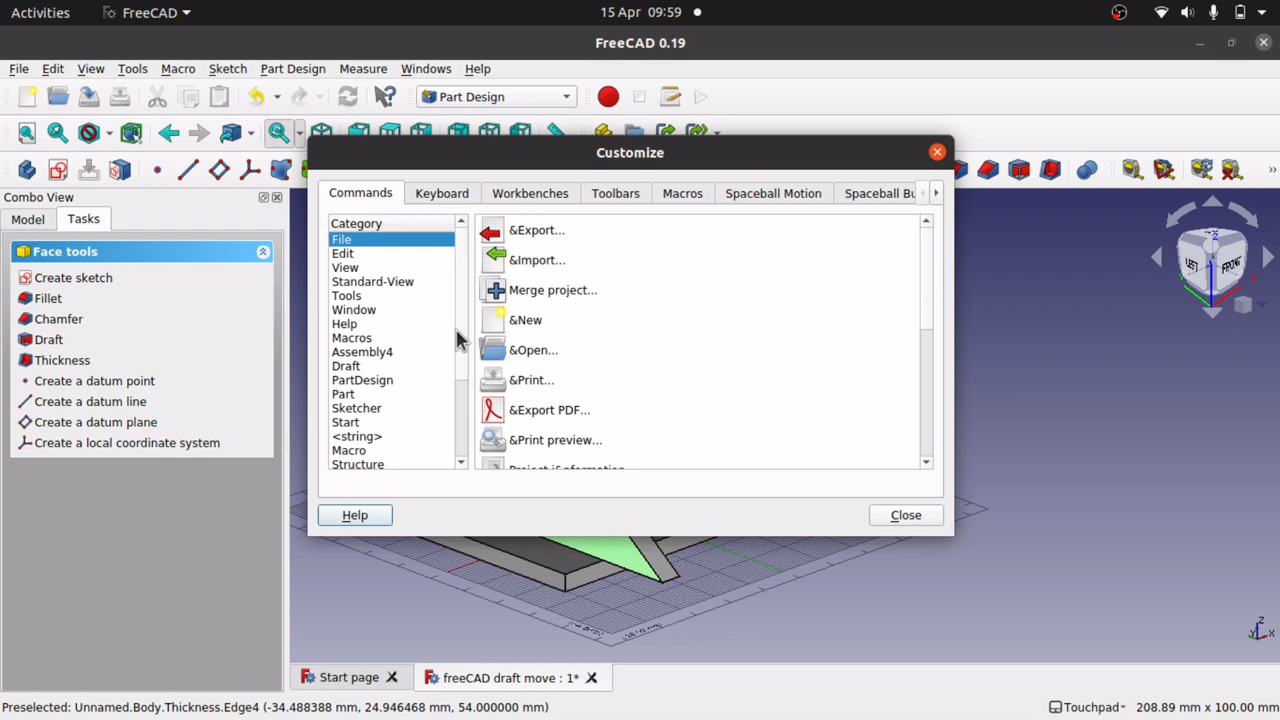 Activities FreeCAD 15 Apr 09:59
FreeCAD 0.19
File Edit View Tools Macro Sketch Part Design Measure Windows Help
Part Design
Combo View
Model Tasks
Face tools
Create sketch
Fillet
Chamfer
Draft
Thickness
Create a datum point
Create a datum line
Create a datum plane
Create a local coordinate system
Customize
Commands Keyboard Workbenches Toolbars Macros Spaceball Motion Spaceball Bu
Category
File
Edit
View
Standard-View
Tools
Window
Help
Macros
Assembly4
Draft
PartDesign
Part
Sketcher
Start
<string>
Macro
Structure
&Export...
&Import...
Merge project...
&New
&Open...
&Print...
&Export PDF...
&Print preview...
Project i&nformation...
Help Close
LEFT FRONT
Z
Z
Y X
Start page freeCAD draft move : 1*
Preselected: Unnamed.Body.Thickness.Edge4 (-34.488388 mm, 24.946468 mm, 54.000000 mm) Touchpad 208.89 mm x 100.00 mm